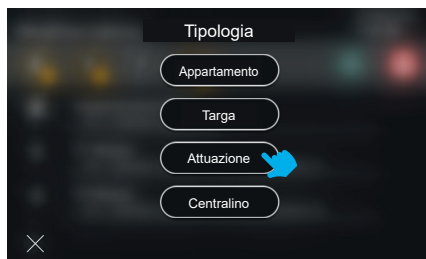 Tipologia
Appartamento
Targa
Attuazione
Centralino